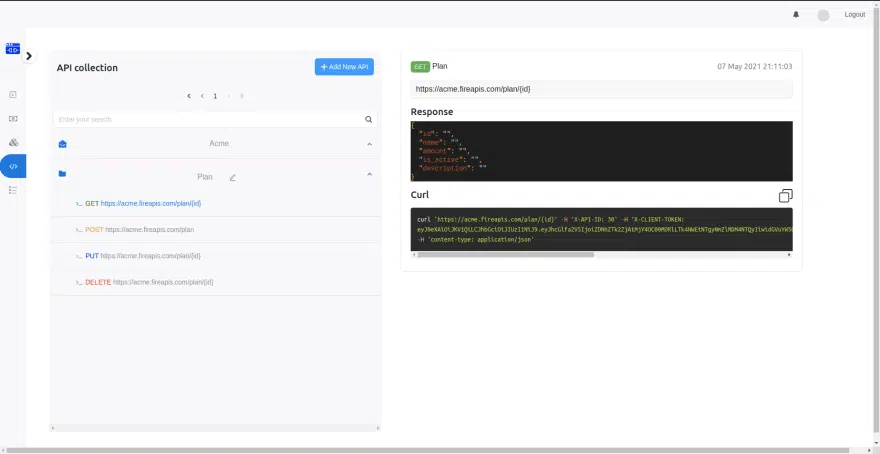 Logout
API collection
+ Add New API
1
Enter your search
Acme
Plan
>_ GET https://acme.fireapis.com/plan/{id}
>_ POST https://acme.fireapis.com/plan
>_ PUT https://acme.fireapis.com/plan/{id}
>_ DELETE https://acme.fireapis.com/plan/{id}
GET Plan
07 May 2021 21:11:03
https://acme.fireapis.com/plan/{id}
Response
{
"id": "",
"name": "",
"amount": "",
"is_active": "",
"description": ""
}
Curl
curl 'https://acme.fireapis.com/plan/{id}' -H 'X-API-ID: 30' -H 'X-CLIENT-TOKEN:
-H 'content-type: application/json'